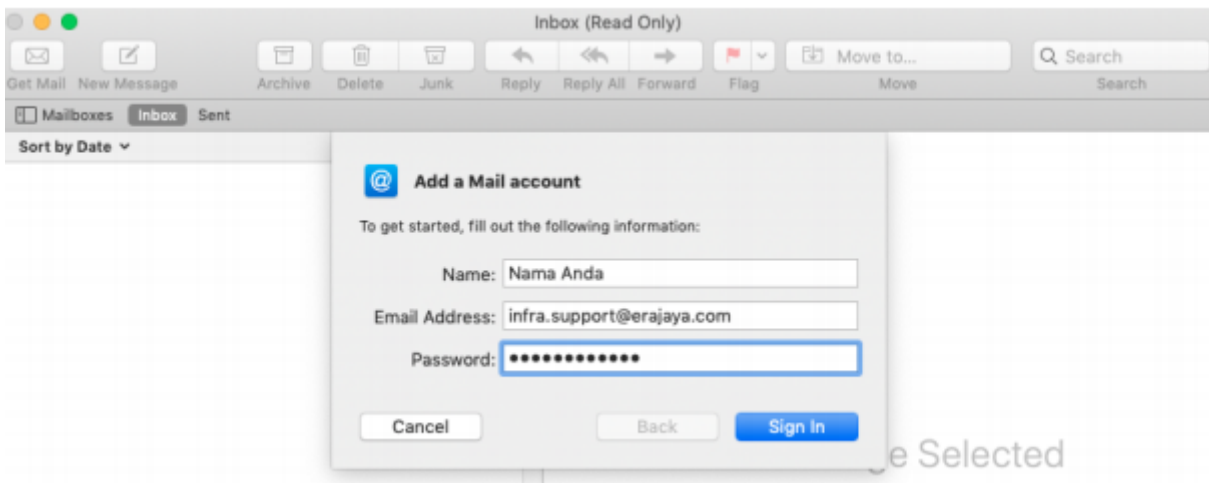 Inbox (Read Only)
Move to... Search
Get Mail New Message Archive Delete Junk Reply Reply All Forward Flag Move Search
Mailboxes Inbox Sent
Sort by Date
@ Add a Mail account
To get started, fill out the following information:
Name: Nama Anda
Email Address: infra.support@erajaya.com
Password: ••••••••••••
Cancel Back Sign In
e Selected